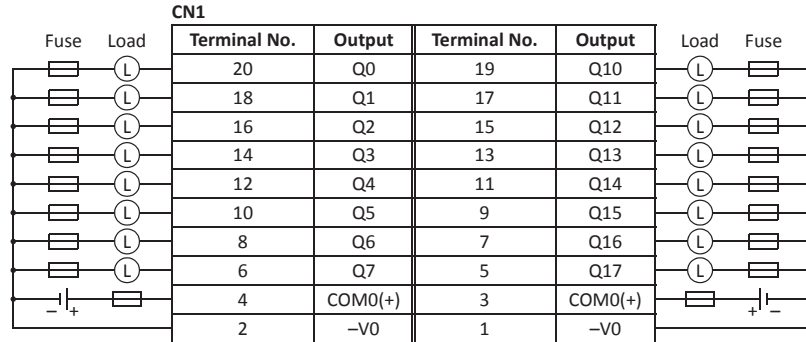 CN1
Fuse Load Terminal No. Output Terminal No. Output Load Fuse
L 20 Q0 19 Q10 L
L 18 Q1 17 Q11 L
L 16 Q2 15 Q12 L
L 14 Q3 13 Q13 L
L 12 Q4 11 Q14 L
L 10 Q5 9 Q15 L
L 8 Q6 7 Q16 L
L 6 Q7 5 Q17 L
– + 4 COM0(+) 3 COM0(+) + –
2 –V0 1 –V0